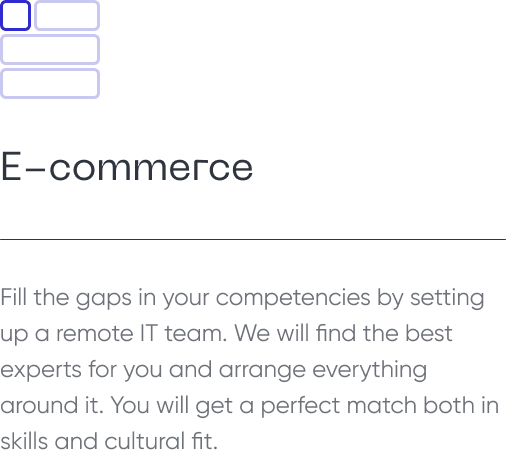 E–commerce
Fill the gaps in your competencies by setting
up a remote IT team. We will find the best
experts for you and arrange everything
around it. You will get a perfect match both in
skills and cultural fit.